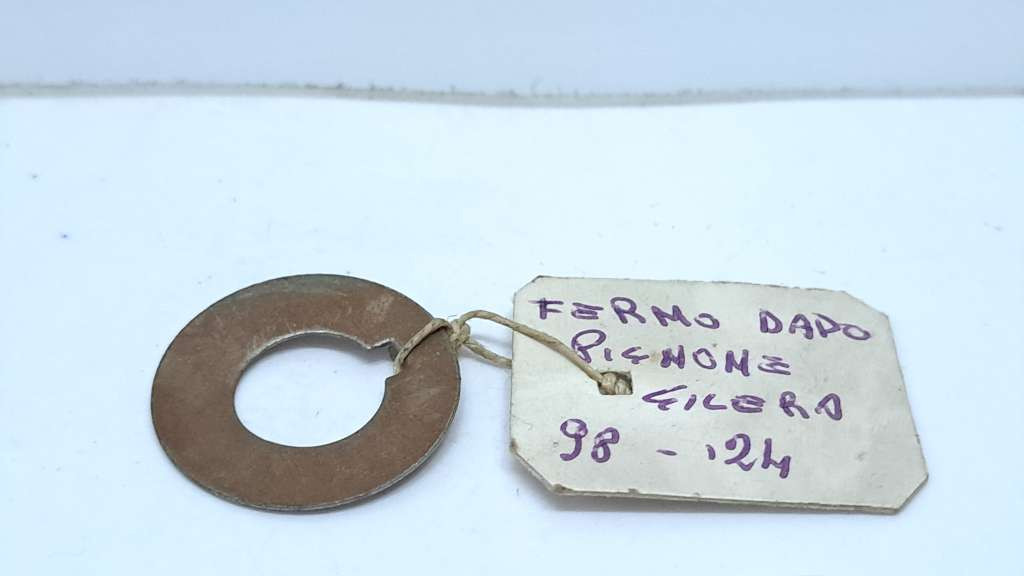 FERMO DADO
PIGNONE
GILERA
98 - 124